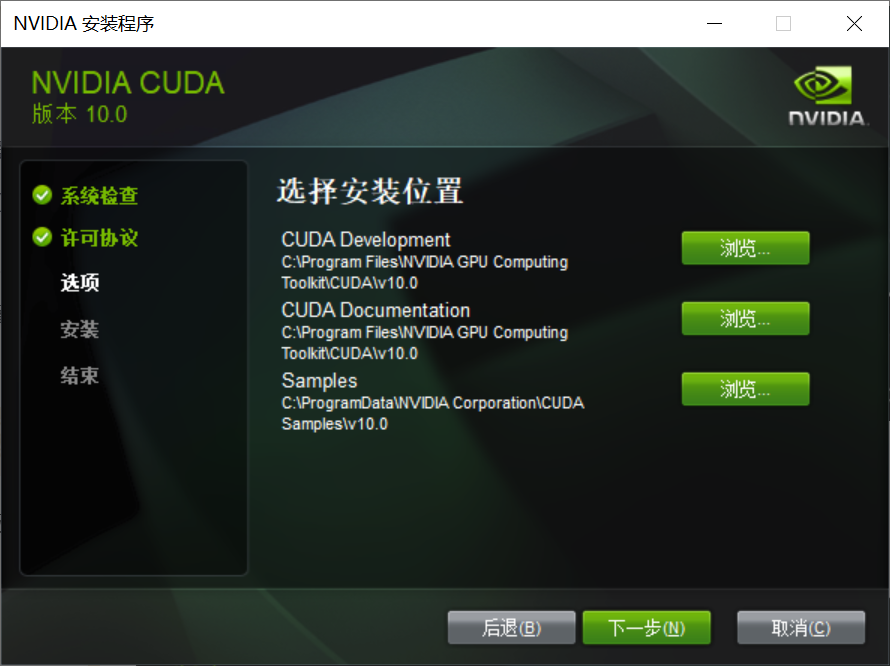 NVIDIA 安装程序
NVIDIA CUDA
版本 10.0
NVIDIA.
系统检查
许可协议
选项
安装
结束
选择安装位置
CUDA Development
C:\Program Files\NVIDIA GPU Computing
Toolkit\CUDA\v10.0
浏览...
CUDA Documentation
C:\Program Files\NVIDIA GPU Computing
Toolkit\CUDA\v10.0
浏览...
Samples
C:\ProgramData\NVIDIA Corporation\CUDA
Samples\v10.0
浏览...
后退(B) 下一步(N) 取消(C)